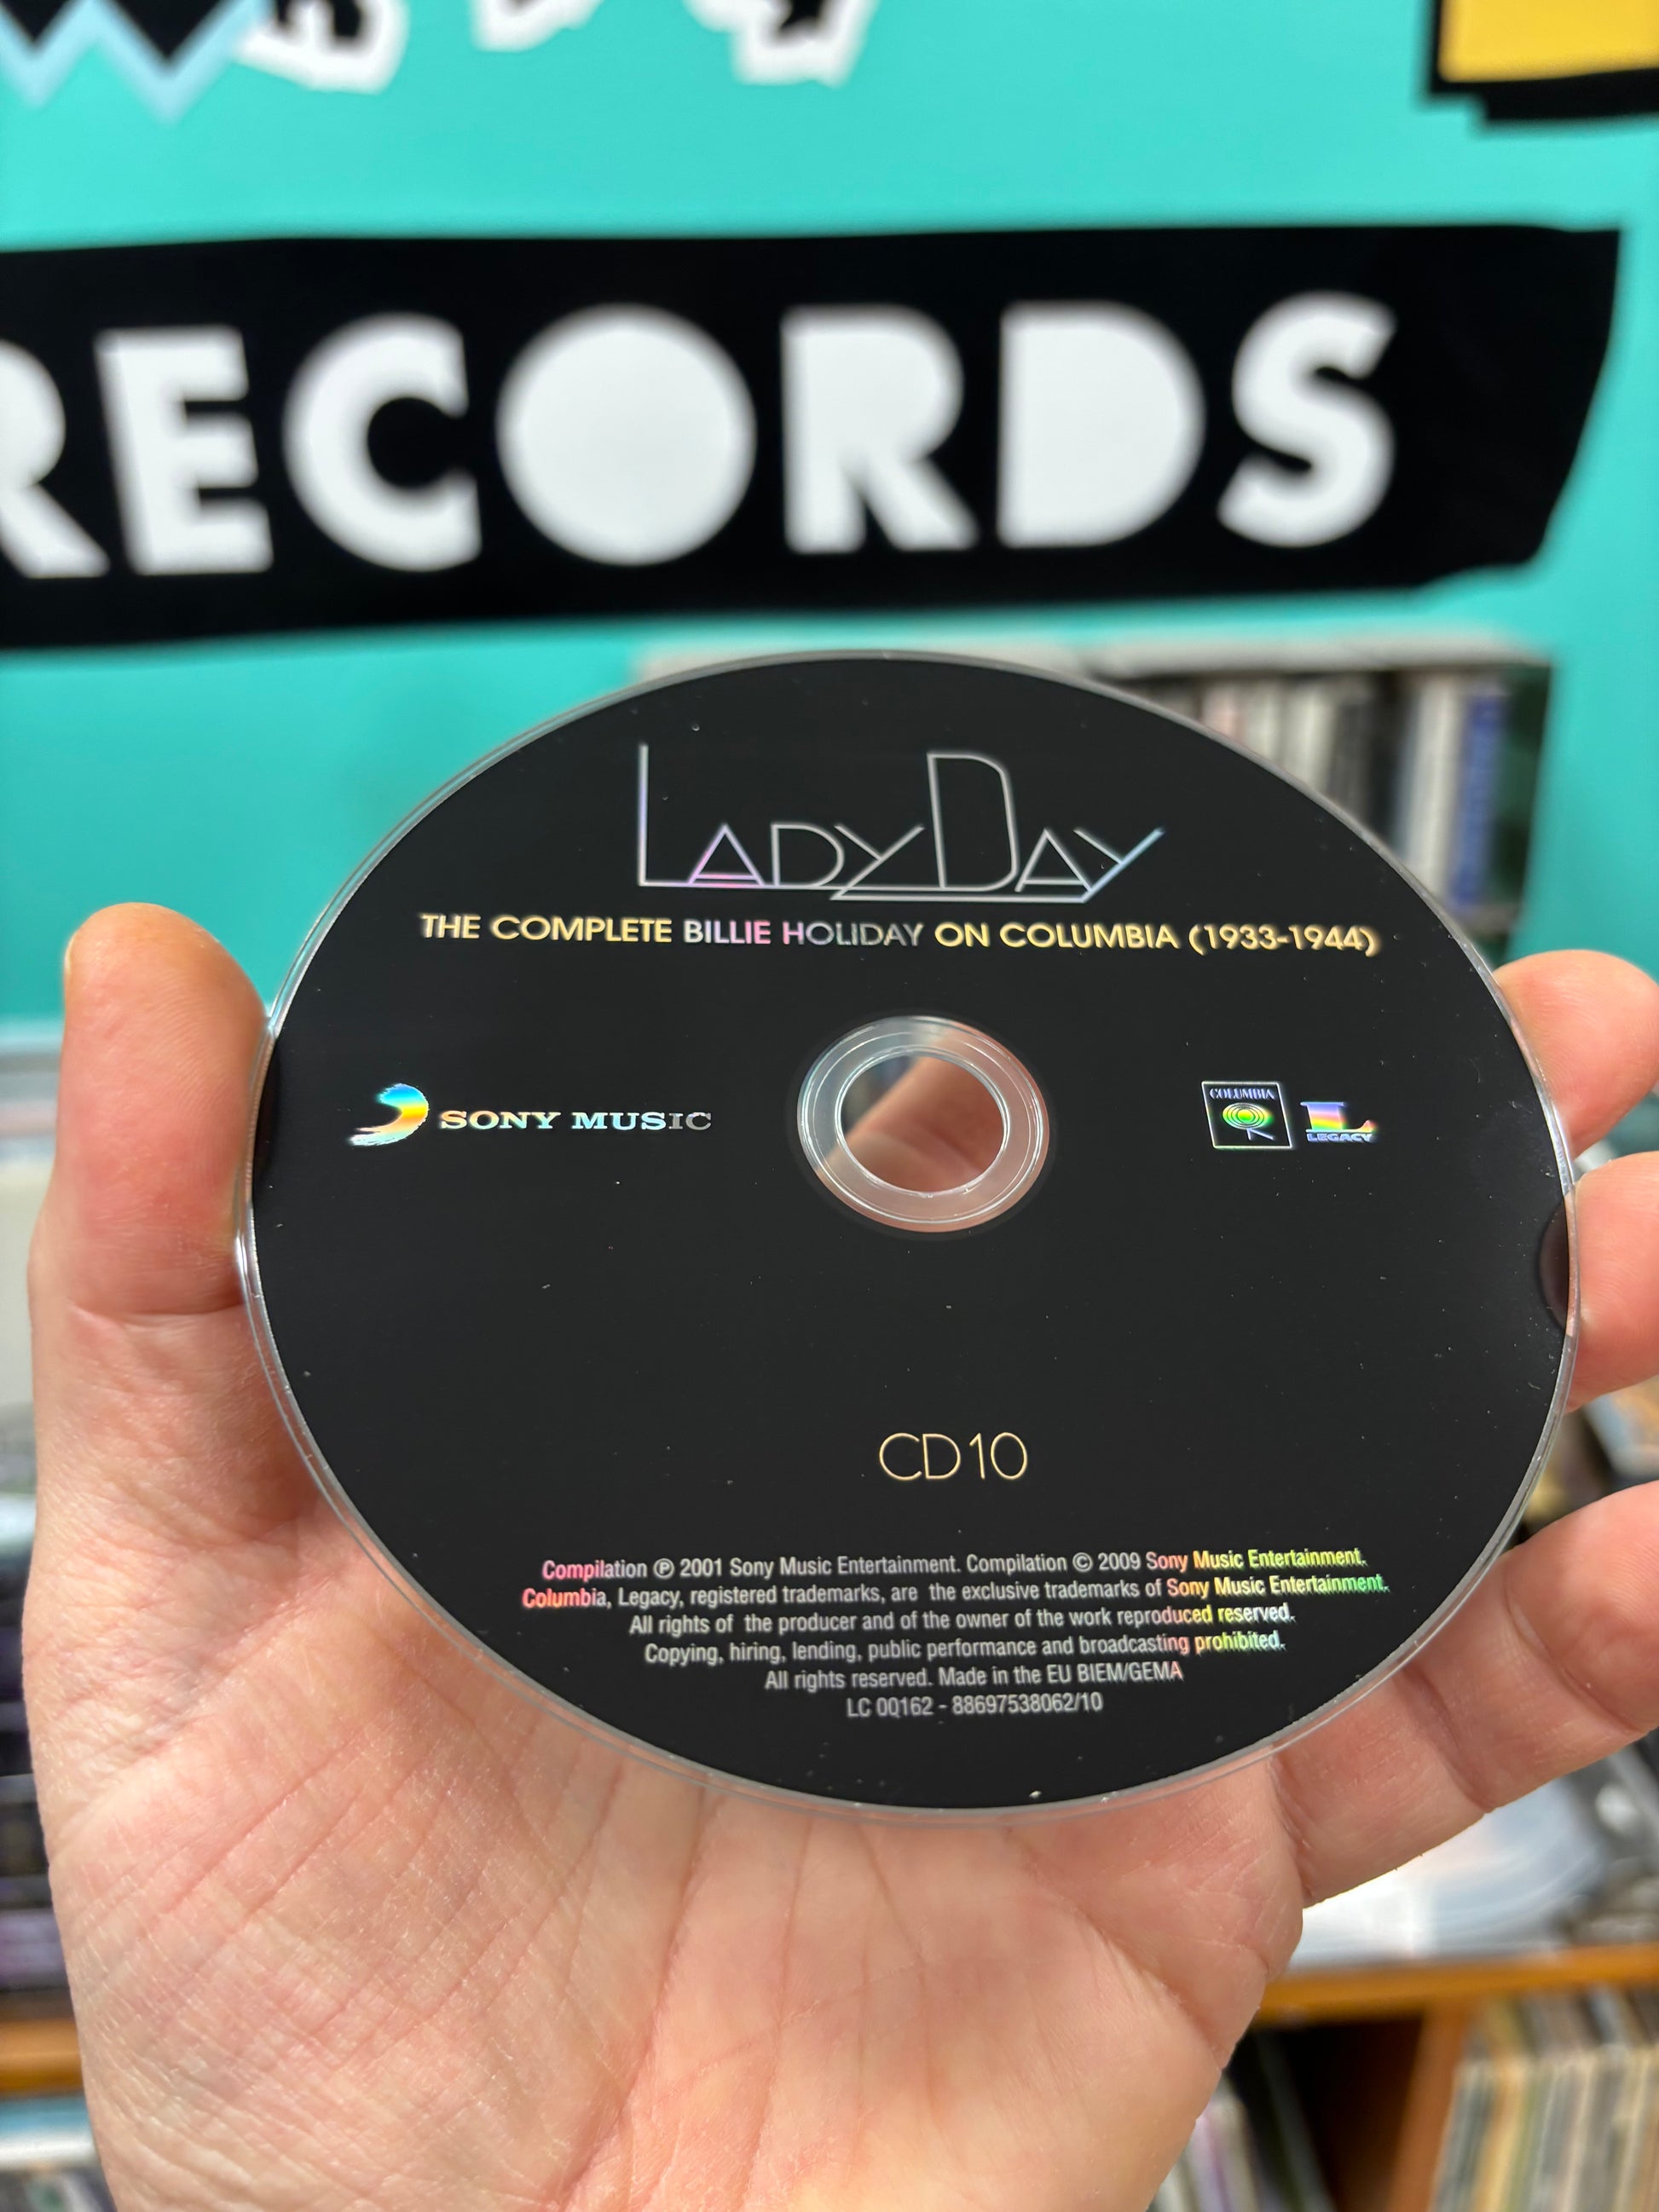 RECORDS
LADY DAY
THE COMPLETE BILLIE HOLIDAY ON COLUMBIA (1933-1944)
SONY MUSIC
COLUMBIA
LEGACY
CD10
Compilation ℗ 2001 Sony Music Entertainment. Compilation © 2009 Sony Music Entertainment.
Columbia, Legacy, registered trademarks, are the exclusive trademarks of Sony Music Entertainment.
All rights of the producer and of the owner of the work reproduced reserved.
Copying, hiring, lending, public performance and broadcasting prohibited.
All rights reserved. Made in the EU BIEM/GEMA
LC 00162 - 88697538062/10